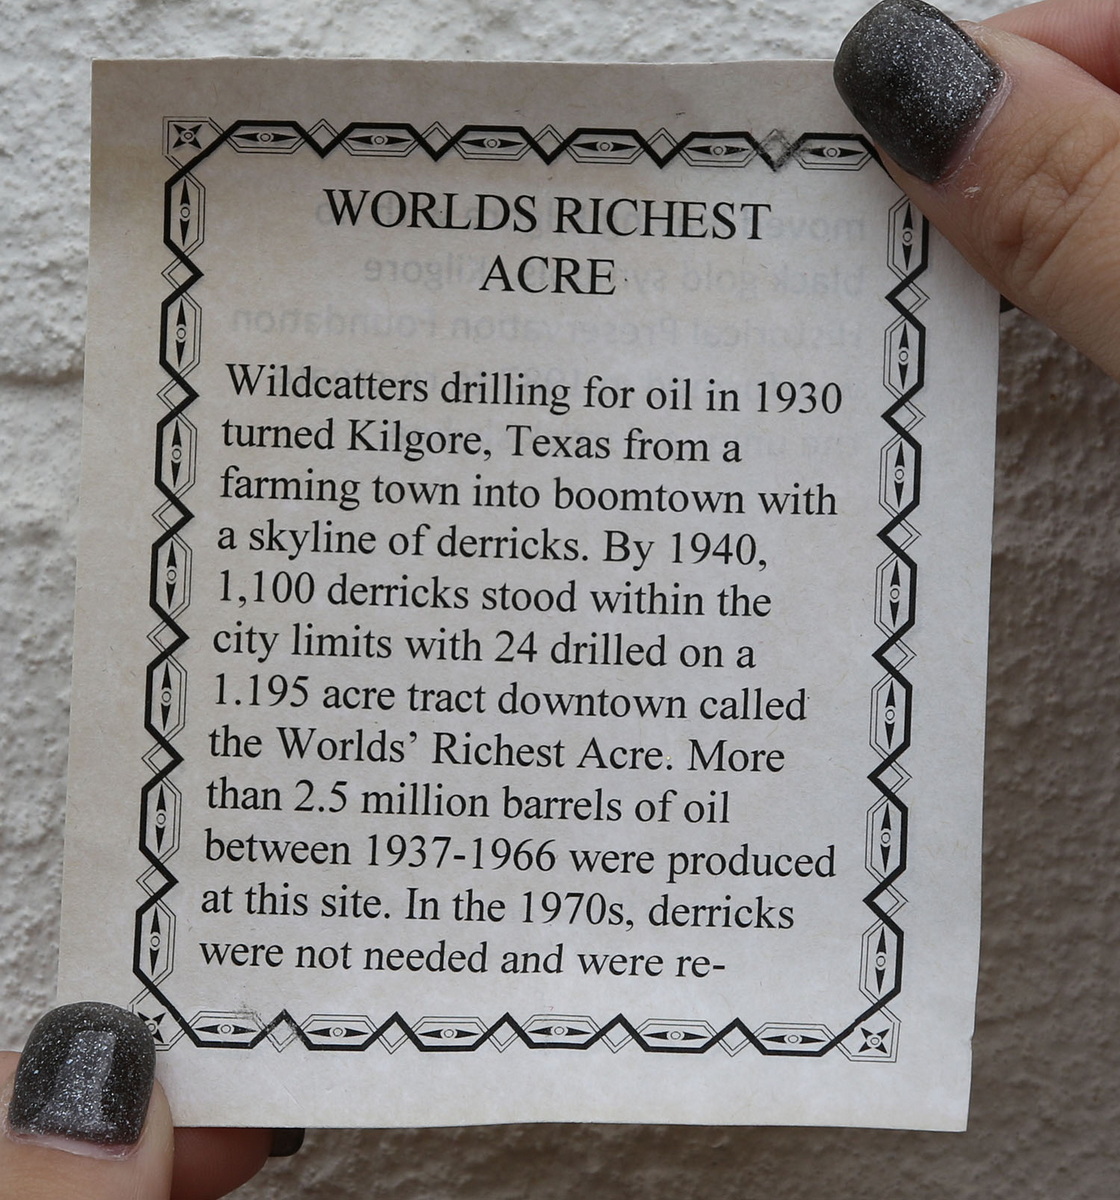 WORLDS RICHEST
ACRE
Wildcatters drilling for oil in 1930
turned Kilgore, Texas from a
farming town into boomtown with
a skyline of derricks. By 1940,
1,100 derricks stood within the
city limits with 24 drilled on a
1.195 acre tract downtown called
the Worlds’ Richest Acre. More
than 2.5 million barrels of oil
between 1937-1966 were produced
at this site. In the 1970s, derricks
were not needed and were re-